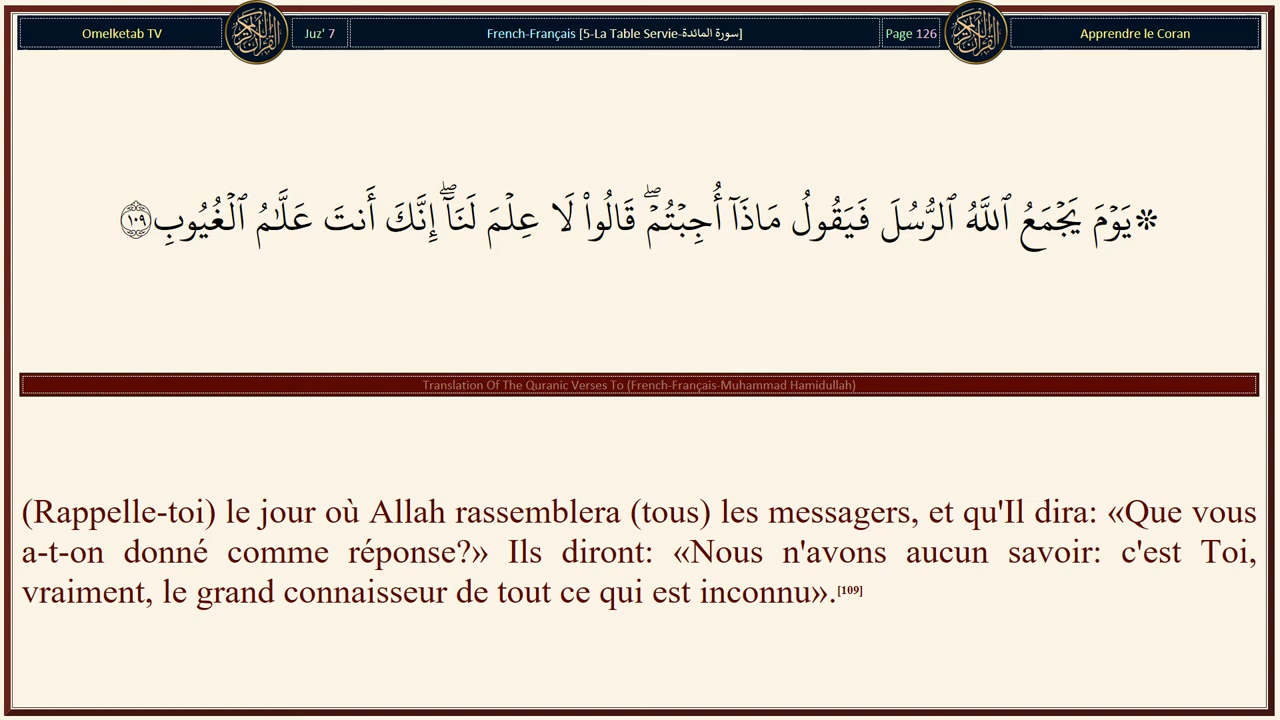 Omelketab TV
Juz' 7
French-Français [5-La Table Servie-سورة المائدة]
Page 126
Apprendre le Coran
۞يَوۡمَ يَجۡمَعُ ٱللَّهُ ٱلرُّسُلَ فَيَقُولُ مَاذَآ أُجِبۡتُمۡۖ قَالُواْ لَا عِلۡمَ لَنَآۖ إِنَّكَ أَنتَ عَلَّٰمُ ٱلۡغُيُوبِ ١٠٩
Translation Of The Quranic Verses To (French-Français-Muhammad Hamidullah)
(Rappelle-toi) le jour où Allah rassemblera (tous) les messagers, et qu'Il dira: «Que vous
a-t-on donné comme réponse?» Ils diront: «Nous n'avons aucun savoir: c'est Toi,
vraiment, le grand connaisseur de tout ce qui est inconnu».[109]